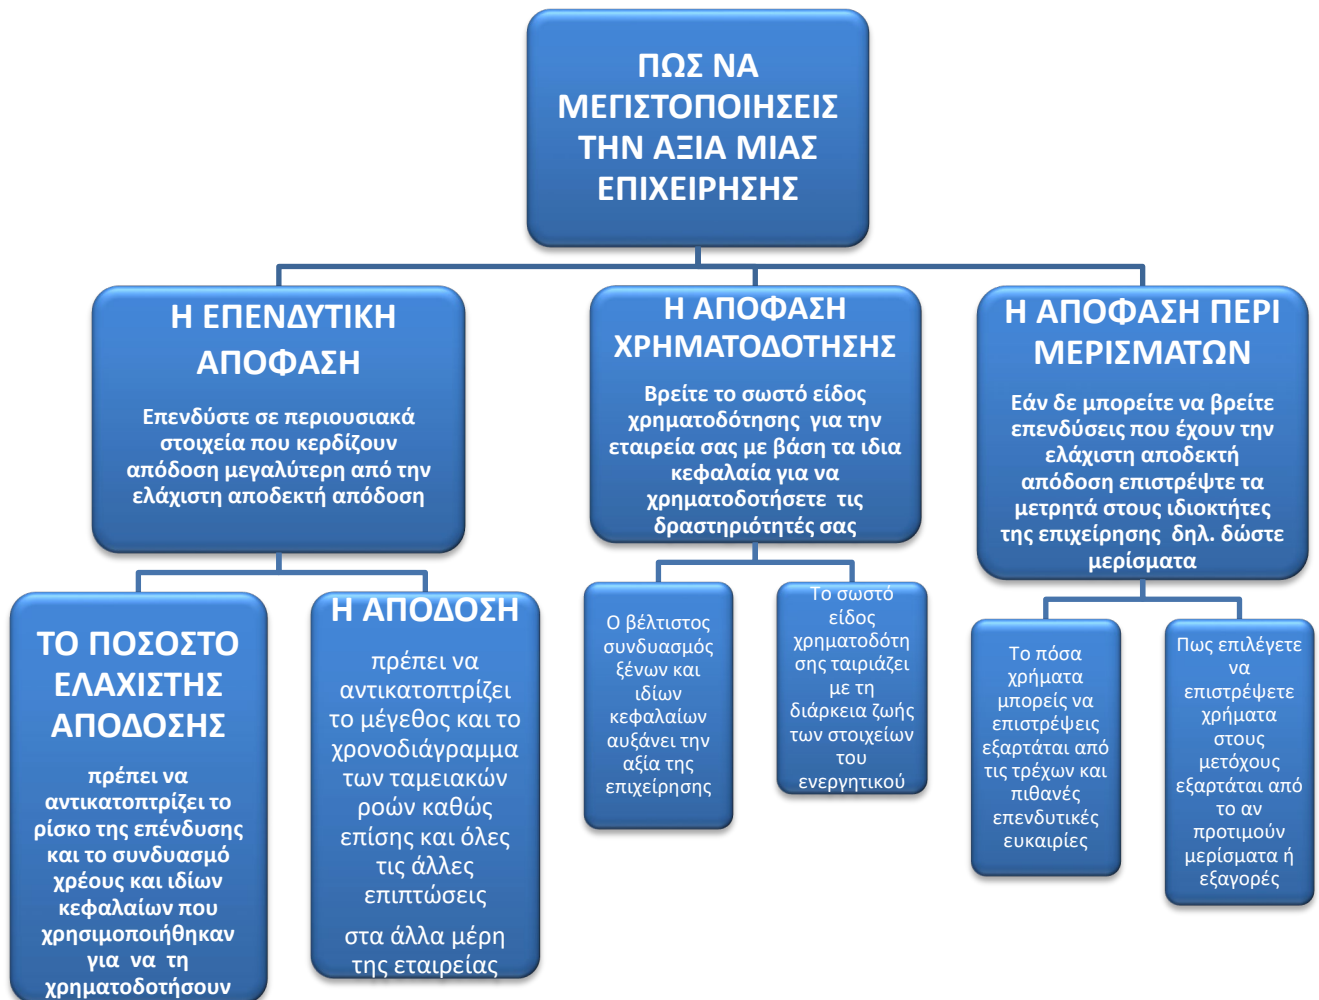 ΠΩΣ ΝΑ
ΜΕΓΙΣΤΟΠΟΙΗΣΕΙΣ
ΤΗΝ ΑΞΙΑ ΜΙΑΣ
ΕΠΙΧΕΙΡΗΣΗΣ
Η ΕΠΕΝΔΥΤΙΚΗ
ΑΠΟΦΑΣΗ
Επενδύστε σε περιουσιακά
στοιχεία που κερδίζουν
απόδοση μεγαλύτερη από την
ελάχιστη αποδεκτή απόδοση
Η ΑΠΟΦΑΣΗ
ΧΡΗΜΑΤΟΔΟΤΗΣΗΣ
Βρείτε το σωστό είδος
χρηματοδότησης για την
εταιρεία σας με βάση τα ιδια
κεφαλαία για να
χρηματοδοτήσετε τις
δραστηριότητές σας
Η ΑΠΟΦΑΣΗ ΠΕΡΙ
ΜΕΡΙΣΜΑΤΩΝ
Εάν δε μπορείτε να βρείτε
επενδύσεις που έχουν την
ελάχιστη αποδεκτή
απόδοση επιστρέψτε τα
μετρητά στους ιδιοκτήτες
της επιχείρησης δηλ. δώστε
μερίσματα
ΤΟ ΠΟΣΟΣΤΟ
ΕΛΑΧΙΣΤΗΣ
ΑΠΟΔΟΣΗΣ
πρέπει να
αντικατοπτρίζει το
ρίσκο της επένδυσης
και το συνδυασμό
χρέους και ιδίων
κεφαλαίων που
χρησιμοποιήθηκαν
για να τη
χρηματοδοτήσουν
Η ΑΠΟΔΟΣΗ
πρέπει να
αντικατοπτρίζει
το μέγεθος και το
χρονοδιάγραμμα
των ταμειακών
ροών καθώς
επίσης και όλες
τις άλλες
επιπτώσεις
στα άλλα μέρη
της εταιρείας
Ο βέλτιστος
συνδυασμός
ξένων και
ιδίων
κεφαλαίων
αυξάνει την
αξία της
επιχείρησης
Το σωστό
είδος
χρηματοδότη
σης ταιριάζει
με τη
διάρκεια ζωής
των στοιχείων
του
ενεργητικού
Το πόσα
χρήματα
μπορείς να
επιστρέψεις
εξαρτάται από
τις τρέχων και
πιθανές
επενδυτικές
ευκαιρίες
Πως επιλέγετε
να
επιστρέψετε
χρήματα
στους
μετόχους
εξαρτάται από
το αν
προτιμούν
μερίσματα ή
εξαγορές